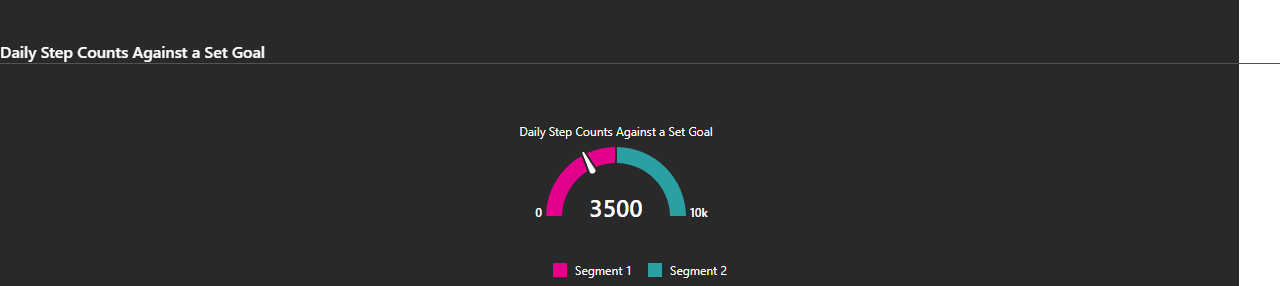 Daily Step Counts Against a Set Goal
Daily Step Counts Against a Set Goal
0 3500 10k
Segment 1 Segment 2